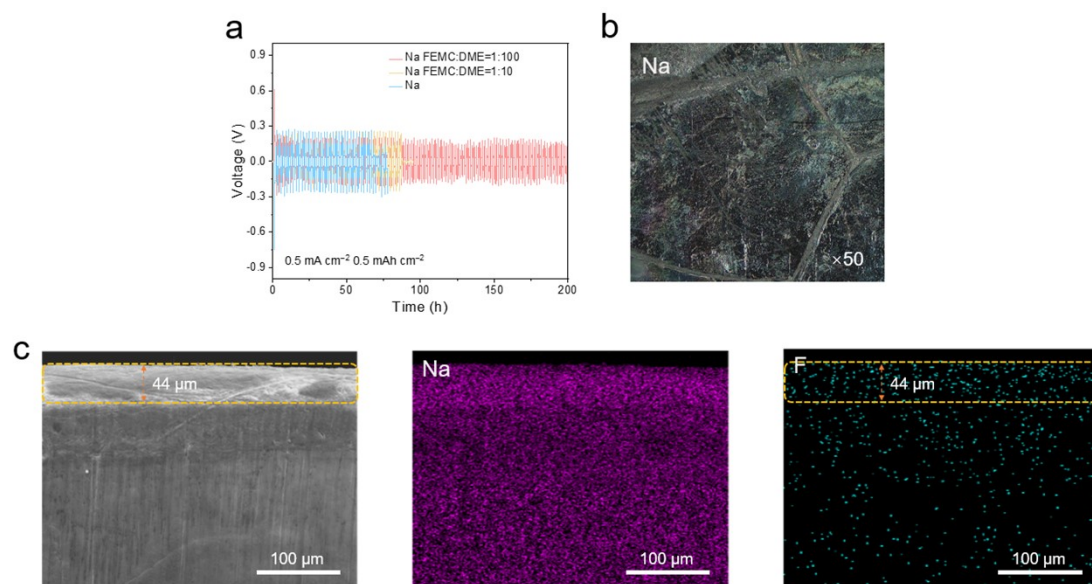 a
0.9
0.6
0.3
0.0
-0.3
-0.6
-0.9
Voltage (V)
Na FEMC:DME=1:100
Na FEMC:DME=1:10
Na
0.5 mA cm⁻² 0.5 mAh cm⁻²
0 50 100 150 200
Time (h)
b
Na
×50
c
44 μm
100 μm
Na
100 μm
F
44 μm
100 μm